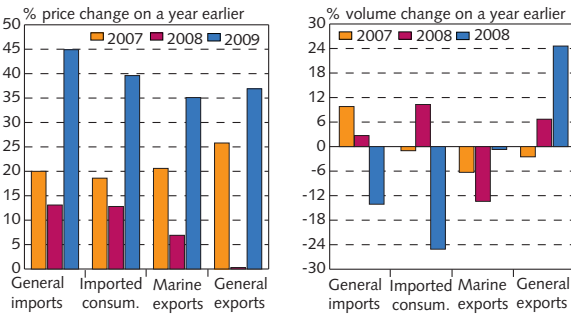 % price change on a year earlier
2007 2008 2009
50
45
40
35
30
25
20
15
10
5
0
General imports
Imported consum.
Marine exports
General exports
% volume change on a year earlier
2007 2008 2008
30
24
18
12
6
0
-6
-12
-18
-24
-30
General imports
Imported consum.
Marine exports
General exports